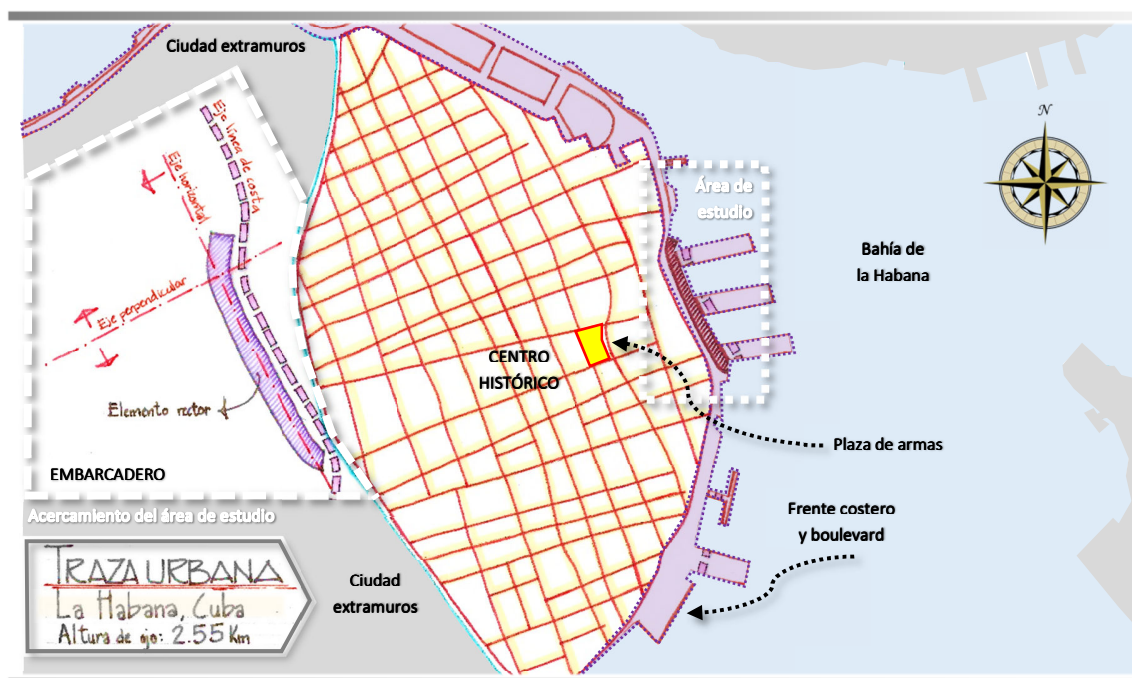 Ciudad extramuros
Eje línea de costa
Eje horizontal
Eje perpendicular
Elemento rector
EMBARCADERO
Acercamiento del área de estudio
TRAZA URBANA
La Habana, Cuba
Altura de ojo: 2.55 Km
Ciudad
extramuros
CENTRO
HISTÓRICO
Área de
estudio
N
Bahía de
la Habana
Plaza de armas
Frente costero
y boulevard